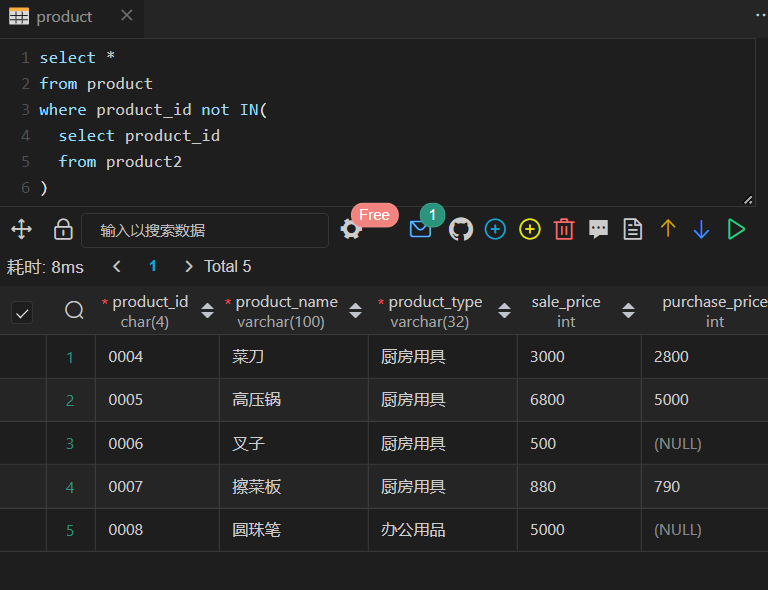 product
1 select *
2 from product
3 where product_id not IN(
4 select product_id
5 from product2
6 )
输入以搜索数据 Free 1
耗时: 8ms 1 Total 5
* product_id * product_name * product_type sale_price purchase_price
char(4) varchar(100) varchar(32) int int
1 0004 菜刀 厨房用具 3000 2800
2 0005 高压锅 厨房用具 6800 5000
3 0006 叉子 厨房用具 500 (NULL)
4 0007 擦菜板 厨房用具 880 790
5 0008 圆珠笔 办公用品 5000 (NULL)